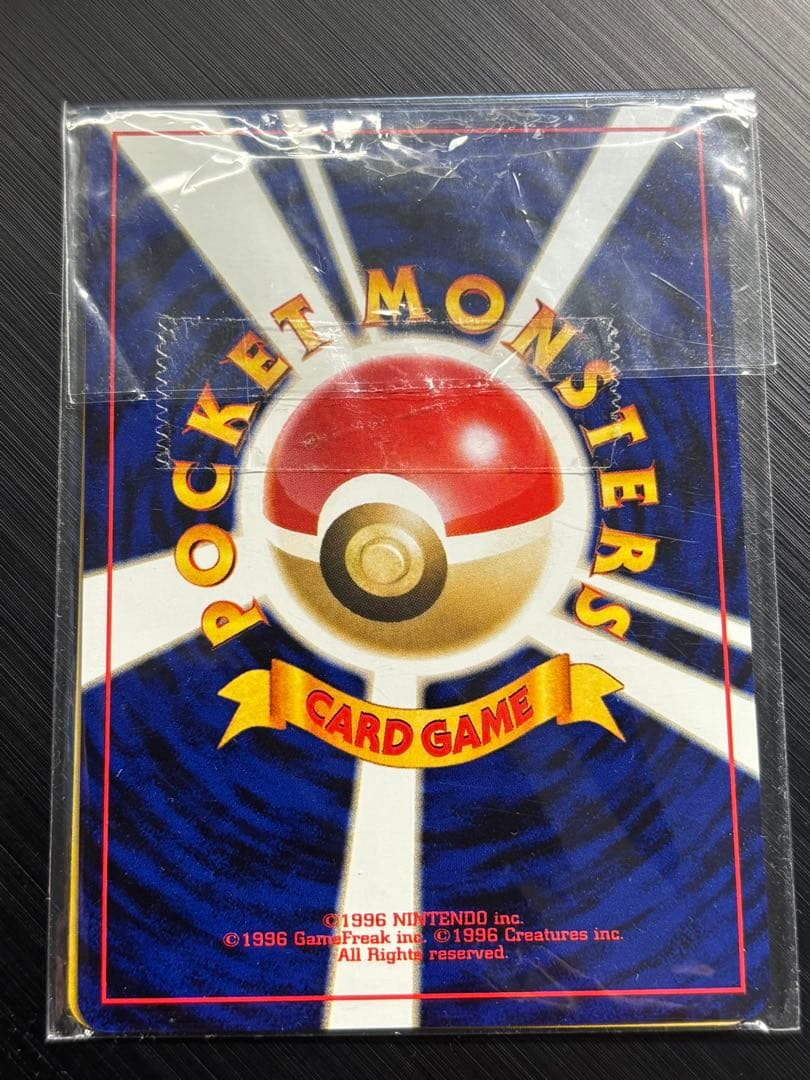 POCKET MONSTERS
CARD GAME
©1996 NINTENDO inc.
©1996 GameFreak inc. ©1996 Creatures inc.
All Rights reserved.